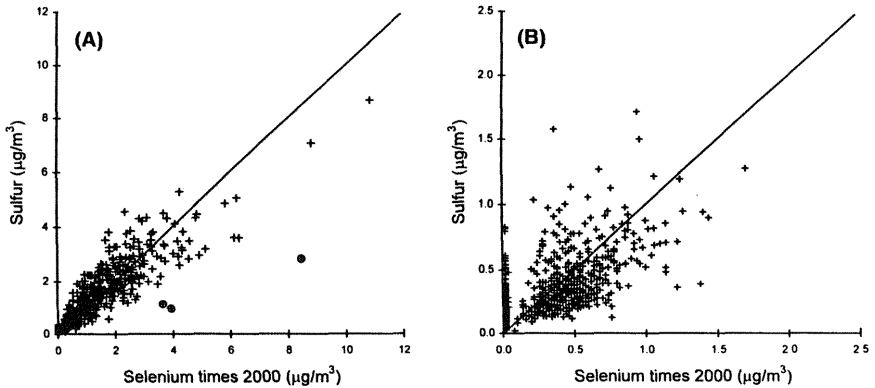 (A)
Sulfur (µg/m³)
12
10
8
6
4
2
0
0 2 4 6 8 10 12
Selenium times 2000 (µg/m³)
(B)
Sulfur (µg/m³)
2.5
2.0
1.5
1.0
0.5
0.0
0.0 0.5 1.0 1.5 2 0 2 5
Selenium times 2000 (µg/m³)